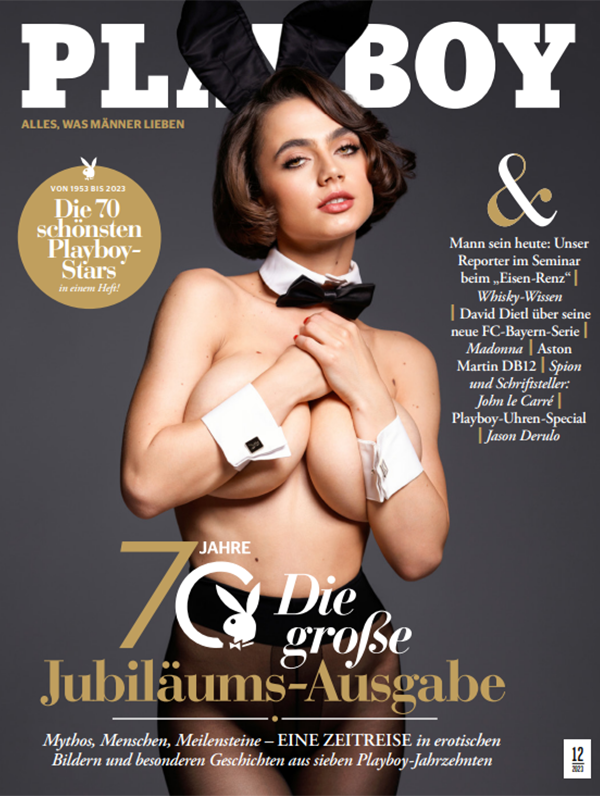 PLAYBOY
ALLES, WAS MÄNNER LIEBEN
VON 1953 BIS 2023
Die 70
schönsten
Playboy-
Stars
in einem Heft!
&
Mann sein heute: Unser
Reporter im Seminar
beim „Eisen-Renz“ |
Whisky-Wissen
| David Dietl über seine
neue FC-Bayern-Serie |
Madonna | Aston
Martin DB12 | Spion
und Schriftsteller:
John le Carré |
Playboy-Uhren-Special
| Jason Derulo
70 JAHRE
Die
große
Jubiläums-Ausgabe
Mythos, Menschen, Meilensteine – EINE ZEITREISE in erotischen
Bildern und besonderen Geschichten aus sieben Playboy-Jahrzehnten
12
2023